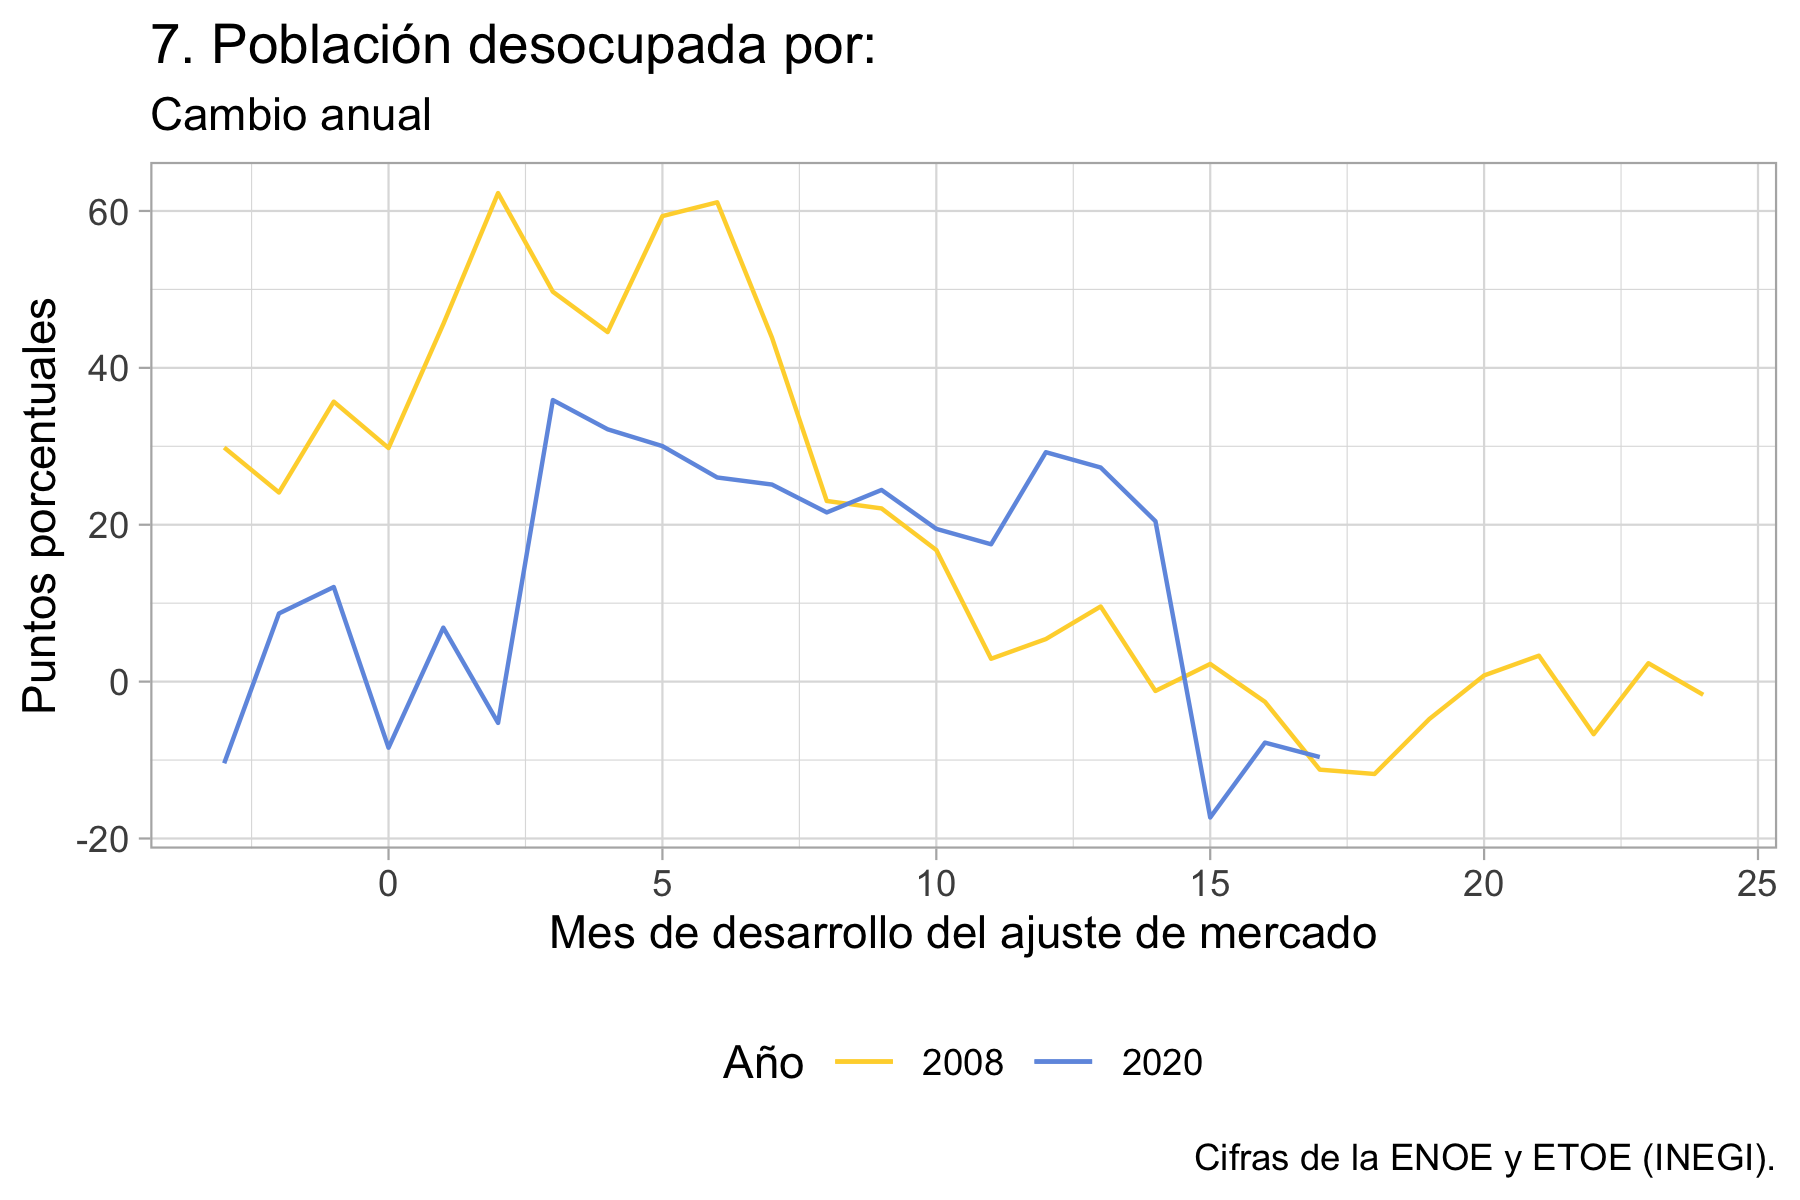 7. Población desocupada por:
Cambio anual
Puntos porcentuales
60
40
20
0
-20
0 5 10 15 20 25
Mes de desarrollo del ajuste de mercado
Año 2008 2020
Cifras de la ENOE y ETOE (INEGI).